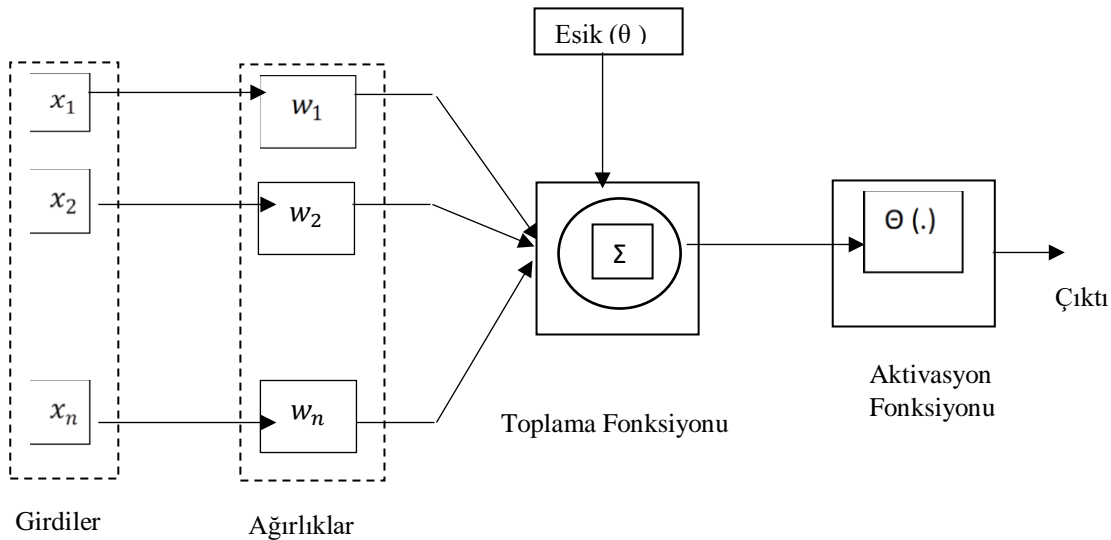 Esik (θ )
x₁
w₁
x₂
w₂
Σ
Θ (.)
Çıktı
xₙ
wₙ
Toplama Fonksiyonu
Aktivasyon
Fonksiyonu
Girdiler
Ağırlıklar